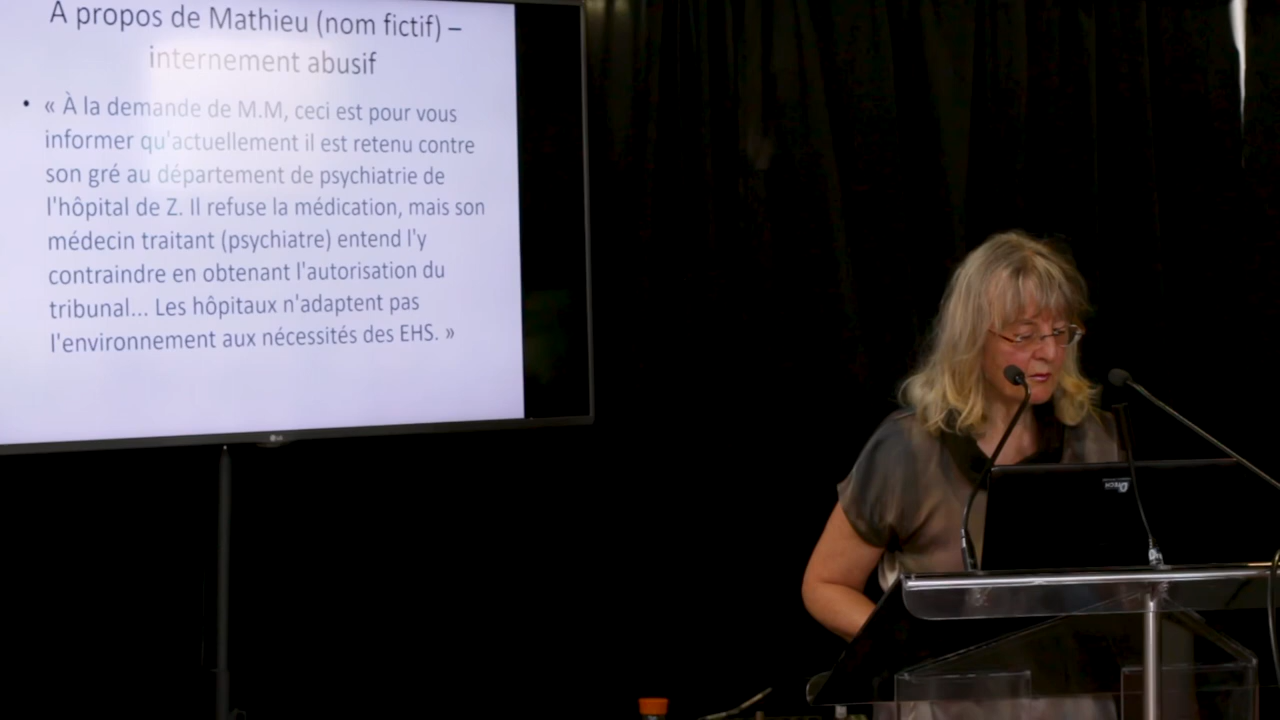 À propos de Mathieu (nom fictif) –
internement abusif
• « À la demande de M.M, ceci est pour vous
informer qu'actuellement il est retenu contre
son gré au département de psychiatrie de
l'hôpital de Z. Il refuse la médication, mais son
médecin traitant (psychiatre) entend l'y
contraindre en obtenant l'autorisation du
tribunal... Les hôpitaux n'adaptent pas
l'environnement aux nécessités des EHS. »
LG